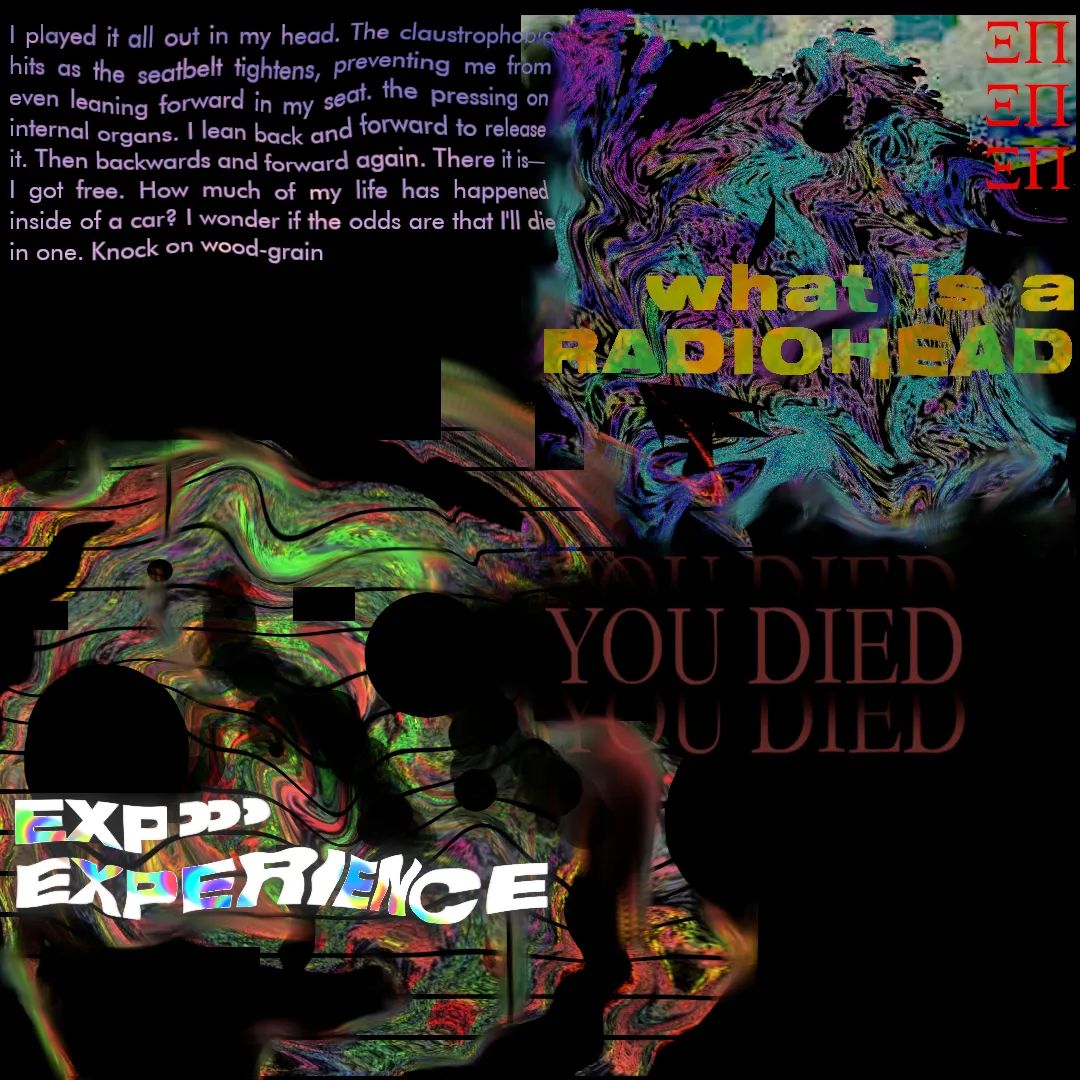 I played it all out in my head. The claustrophobia
hits as the seatbelt tightens, preventing me from
even leaning forward in my seat. the pressing on
internal organs. I lean back and forward to release
it. Then backwards and forward again. There it is—
I got free. How much of my life has happened
inside of a car? I wonder if the odds are that I'll die
in one. Knock on wood-grain
ΞΠ
ΞΠ
ΞΠ
what is a
RADIOHEAD
YOU DIED
YOU DIED
YOU DIED
EXP
EXPERIENCE